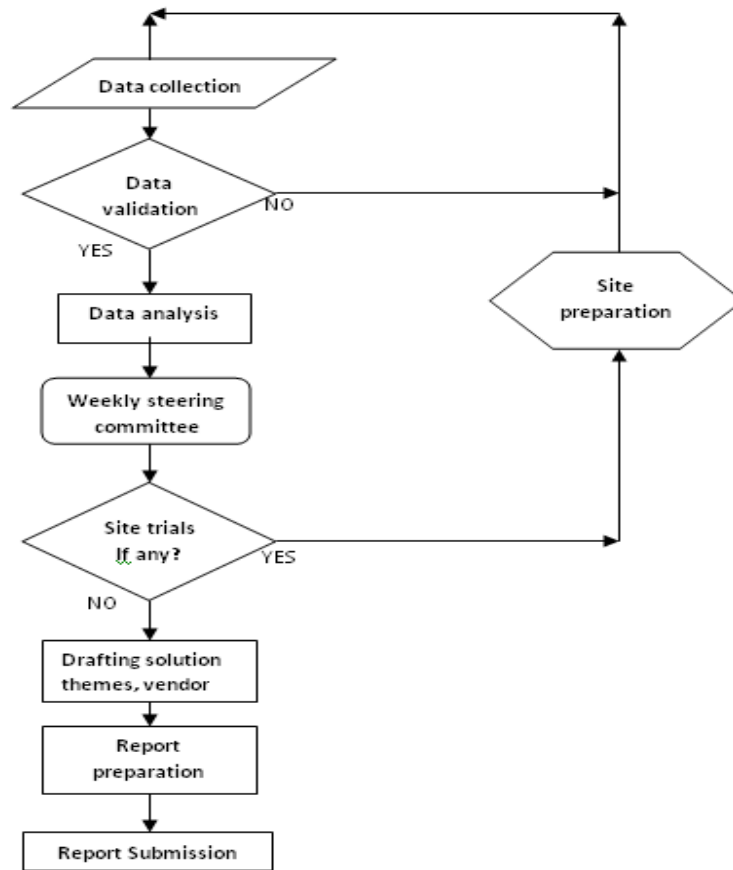 Data collection
Data
validation
NO
YES
Data analysis
Site
preparation
Weekly steering
committee
Site trials
If any?
YES
NO
Drafting solution
themes, vendor
Report
preparation
Report Submission